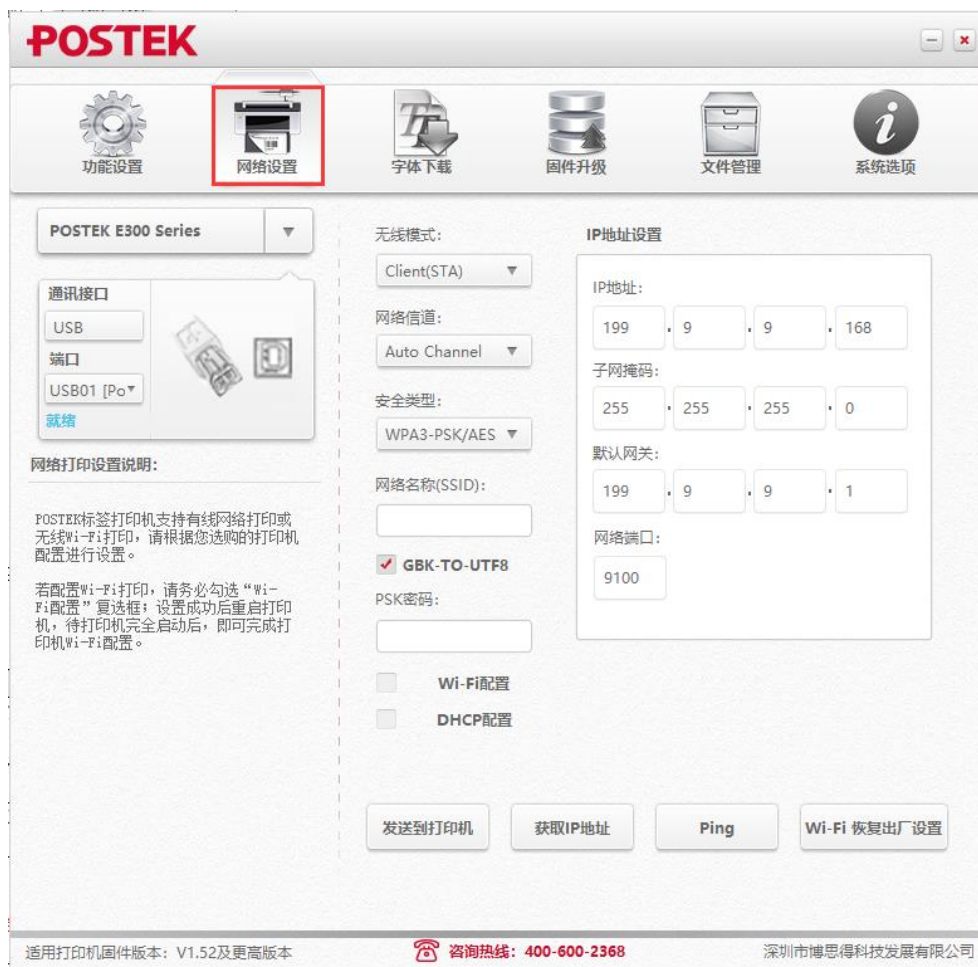 POSTEK
功能设置
网络设置
字体下载
固件升级
文件管理
系统选项
POSTEK E300 Series
通讯接口
USB
端口
USB01 [Po
就绪
网络打印设置说明：
POSTEK标签打印机支持有线网络打印或
无线Wi-Fi打印，请根据您选购的打印机
配置进行设置。
若配置Wi-Fi打印，请务必勾选“Wi-
Fi配置”复选框；设置成功后重启打印
机，待打印机完全启动后，即可完成打
印机Wi-Fi配置。
无线模式：
Client(STA)
网络信道：
Auto Channel
安全类型：
WPA3-PSK/AES
网络名称(SSID)：
GBK-TO-UTF8
PSK密码：
Wi-Fi配置
DHCP配置
IP地址设置
IP地址：
199 . 9 . 9 . 168
子网掩码：
255 . 255 . 255 . 0
默认网关：
199 . 9 . 9 . 1
网络端口：
9100
发送到打印机
获取IP地址
Ping
Wi-Fi 恢复出厂设置
适用打印机固件版本：V1.52及更高版本
咨询热线：400-600-2368
深圳市博思得科技发展有限公司